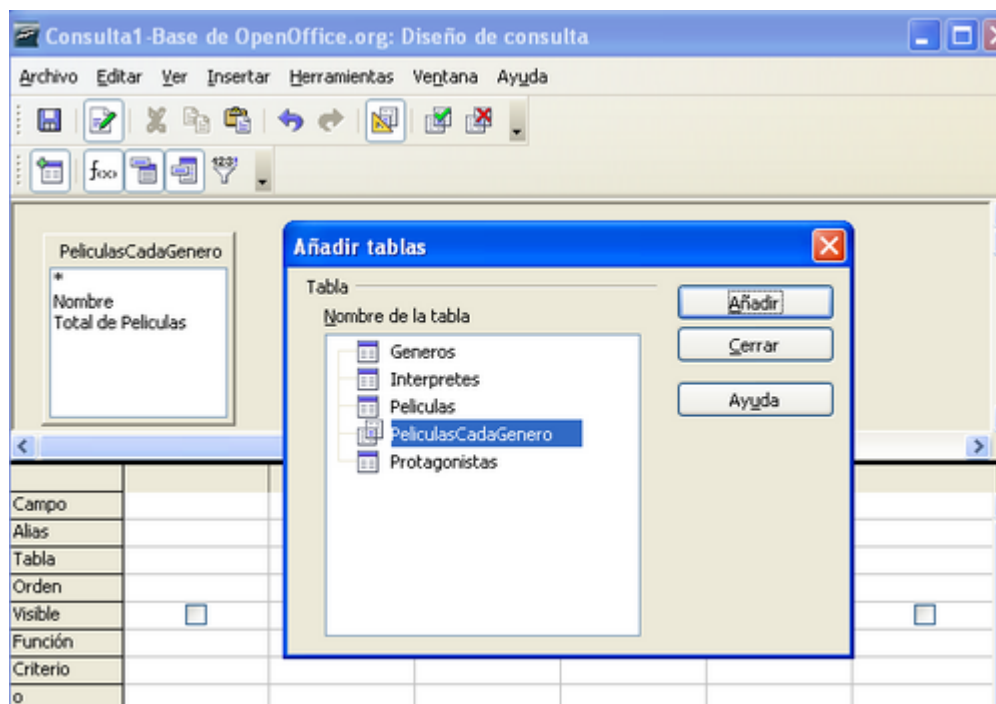 Consulta1-Base de OpenOffice.org: Diseño de consulta
Archivo Editar Ver Insertar Herramientas Ventana Ayuda
f(x)
123!
PeliculasCadaGenero
*
Nombre
Total de Peliculas
Añadir tablas
Tabla
Nombre de la tabla
Generos
Interpretes
Peliculas
PeliculasCadaGenero
Protagonistas
Añadir
Cerrar
Ayuda
Campo
Alias
Tabla
Orden
Visible
Función
Criterio
o